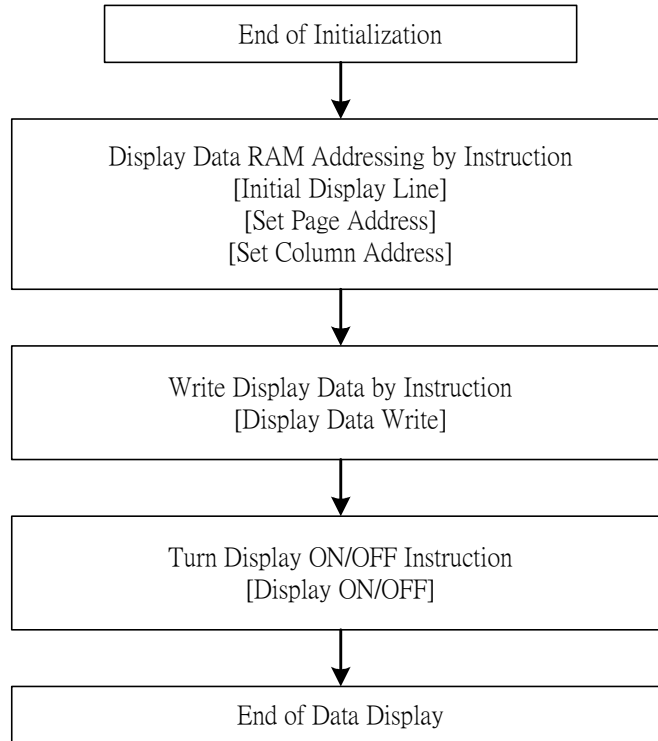 End of Initialization
Display Data RAM Addressing by Instruction
[Initial Display Line]
[Set Page Address]
[Set Column Address]
Write Display Data by Instruction
[Display Data Write]
Turn Display ON/OFF Instruction
[Display ON/OFF]
End of Data Display